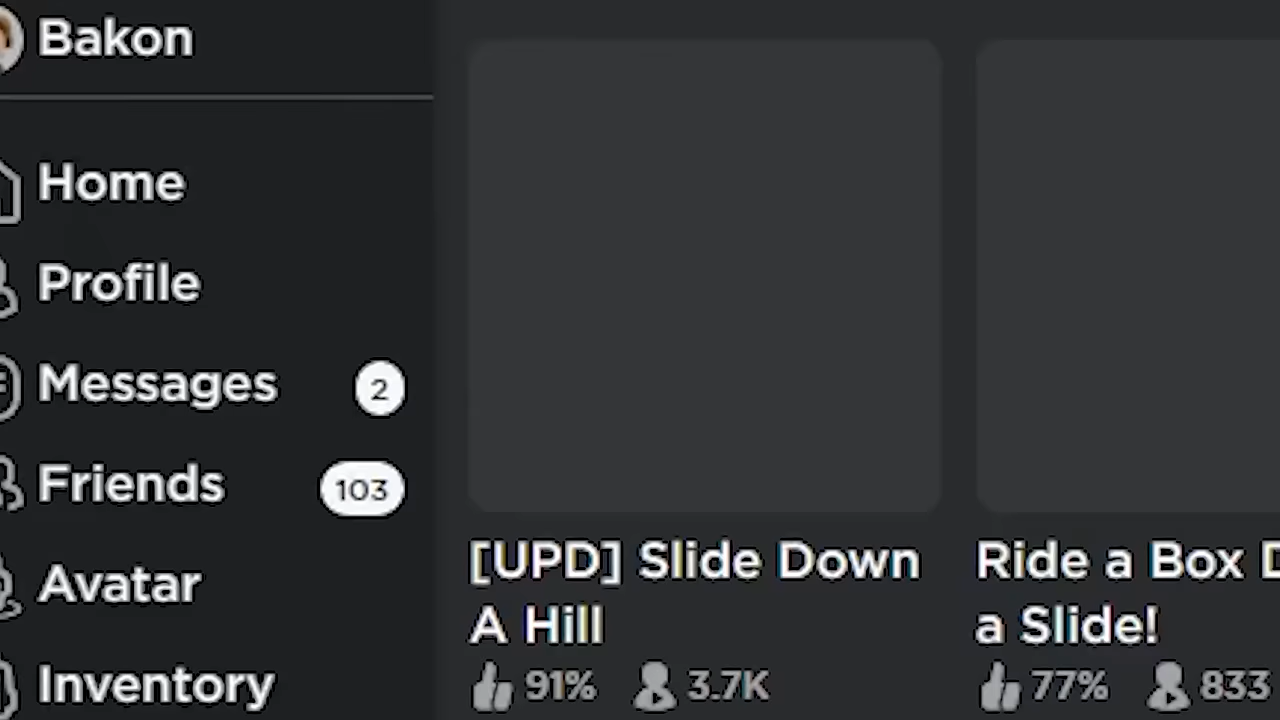 Bakon
Home
Profile
Messages 2
Friends 103
Avatar
Inventory
[UPD] Slide Down
A Hill
91% 3.7K
Ride a Box
a Slide!
77% 833